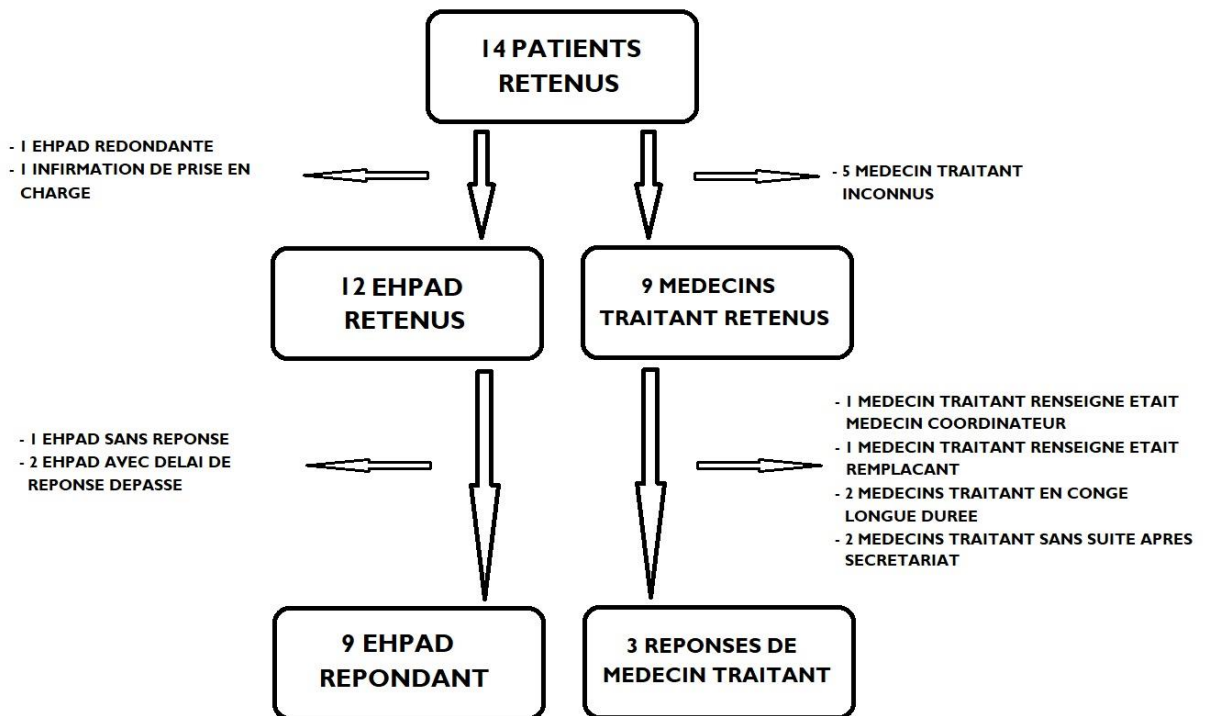 14 PATIENTS
RETENUS
- 1 EHPAD REDONDANTE
- 1 INFIRMATION DE PRISE EN
CHARGE
- 5 MEDECIN TRAITANT
INCONNUS
12 EHPAD
RETENUS
9 MEDECINS
TRAITANT RETENUS
- 1 EHPAD SANS REPONSE
- 2 EHPAD AVEC DELAI DE
REPONSE DEPASSE
- 1 MEDECIN TRAITANT RENSEIGNE ETAIT
MEDECIN COORDINATEUR
- 1 MEDECIN TRAITANT RENSEIGNE ETAIT
REMPLAÇANT
- 2 MEDECINS TRAITANT EN CONGE
LONGUE DUREE
- 2 MEDECINS TRAITANT SANS SUITE APRES
SECRETARIAT
9 EHPAD
REPONDANT
3 REPONSES DE
MEDECIN TRAITANT